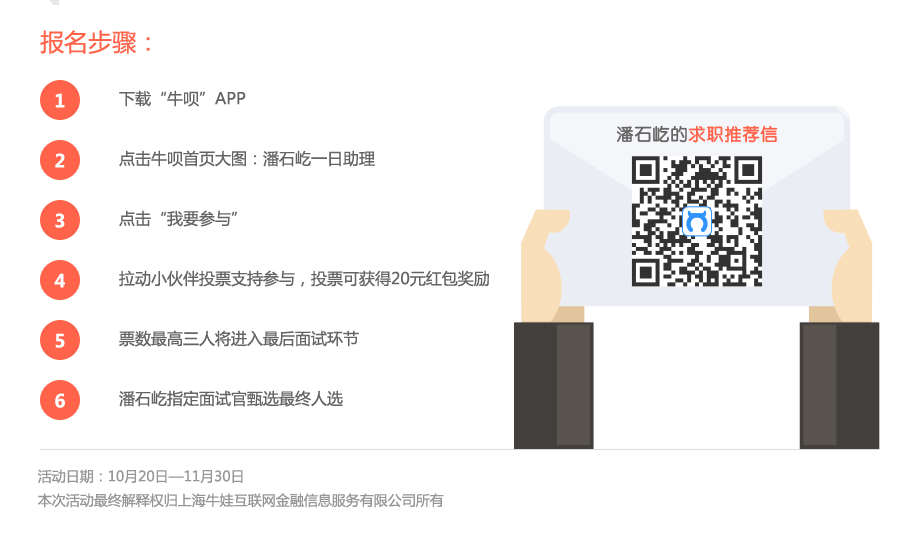 报名步骤：
1 下载“牛呗”APP
2 点击牛呗首页大图：潘石屹一日助理
3 点击“我要参与”
4 拉动小伙伴投票支持参与，投票可获得20元红包奖励
5 票数最高三人将进入最后面试环节
6 潘石屹指定面试官甄选最终人选
潘石屹的求职推荐信
活动日期：10月20日—11月30日
本次活动最终解释权归上海牛娃互联网金融信息服务有限公司所有